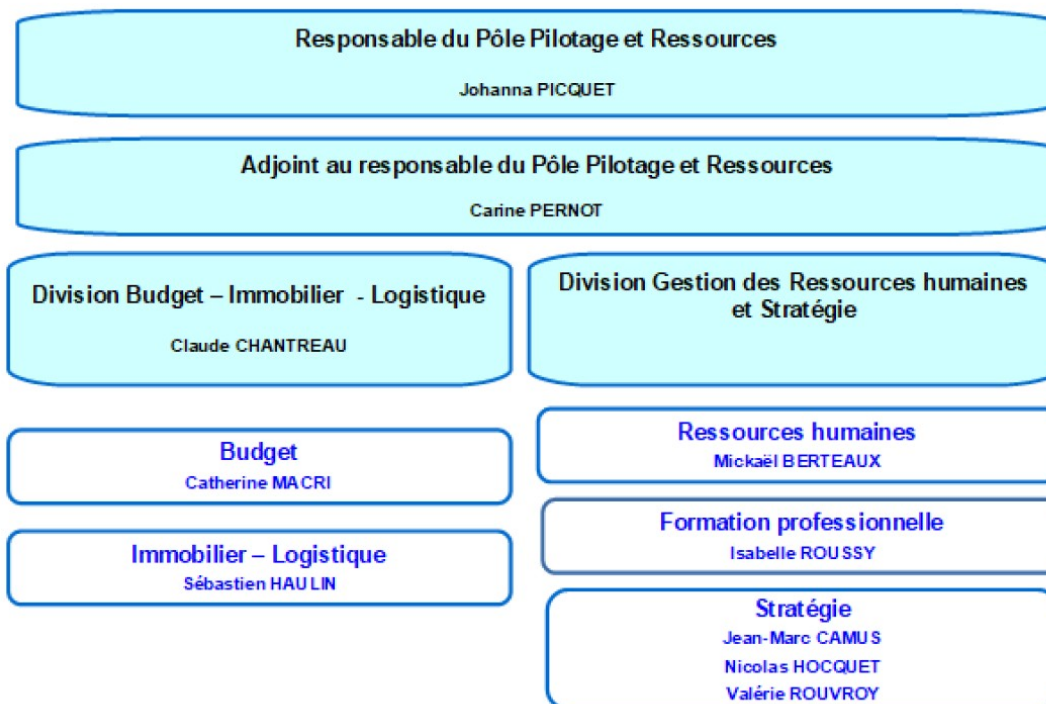 Responsable du Pôle Pilotage et Ressources
Johanna PICQUET
Adjoint au responsable du Pôle Pilotage et Ressources
Carine PERNOT
Division Budget – Immobilier - Logistique
Claude CHANTREAU
Division Gestion des Ressources humaines
et Stratégie
Budget
Catherine MACRI
Immobilier – Logistique
Sébastien HAULIN
Ressources humaines
Mickaël BERTEAUX
Formation professionnelle
Isabelle ROUSSY
Stratégie
Jean-Marc CAMUS
Nicolas HOCQUET
Valérie ROUVROY